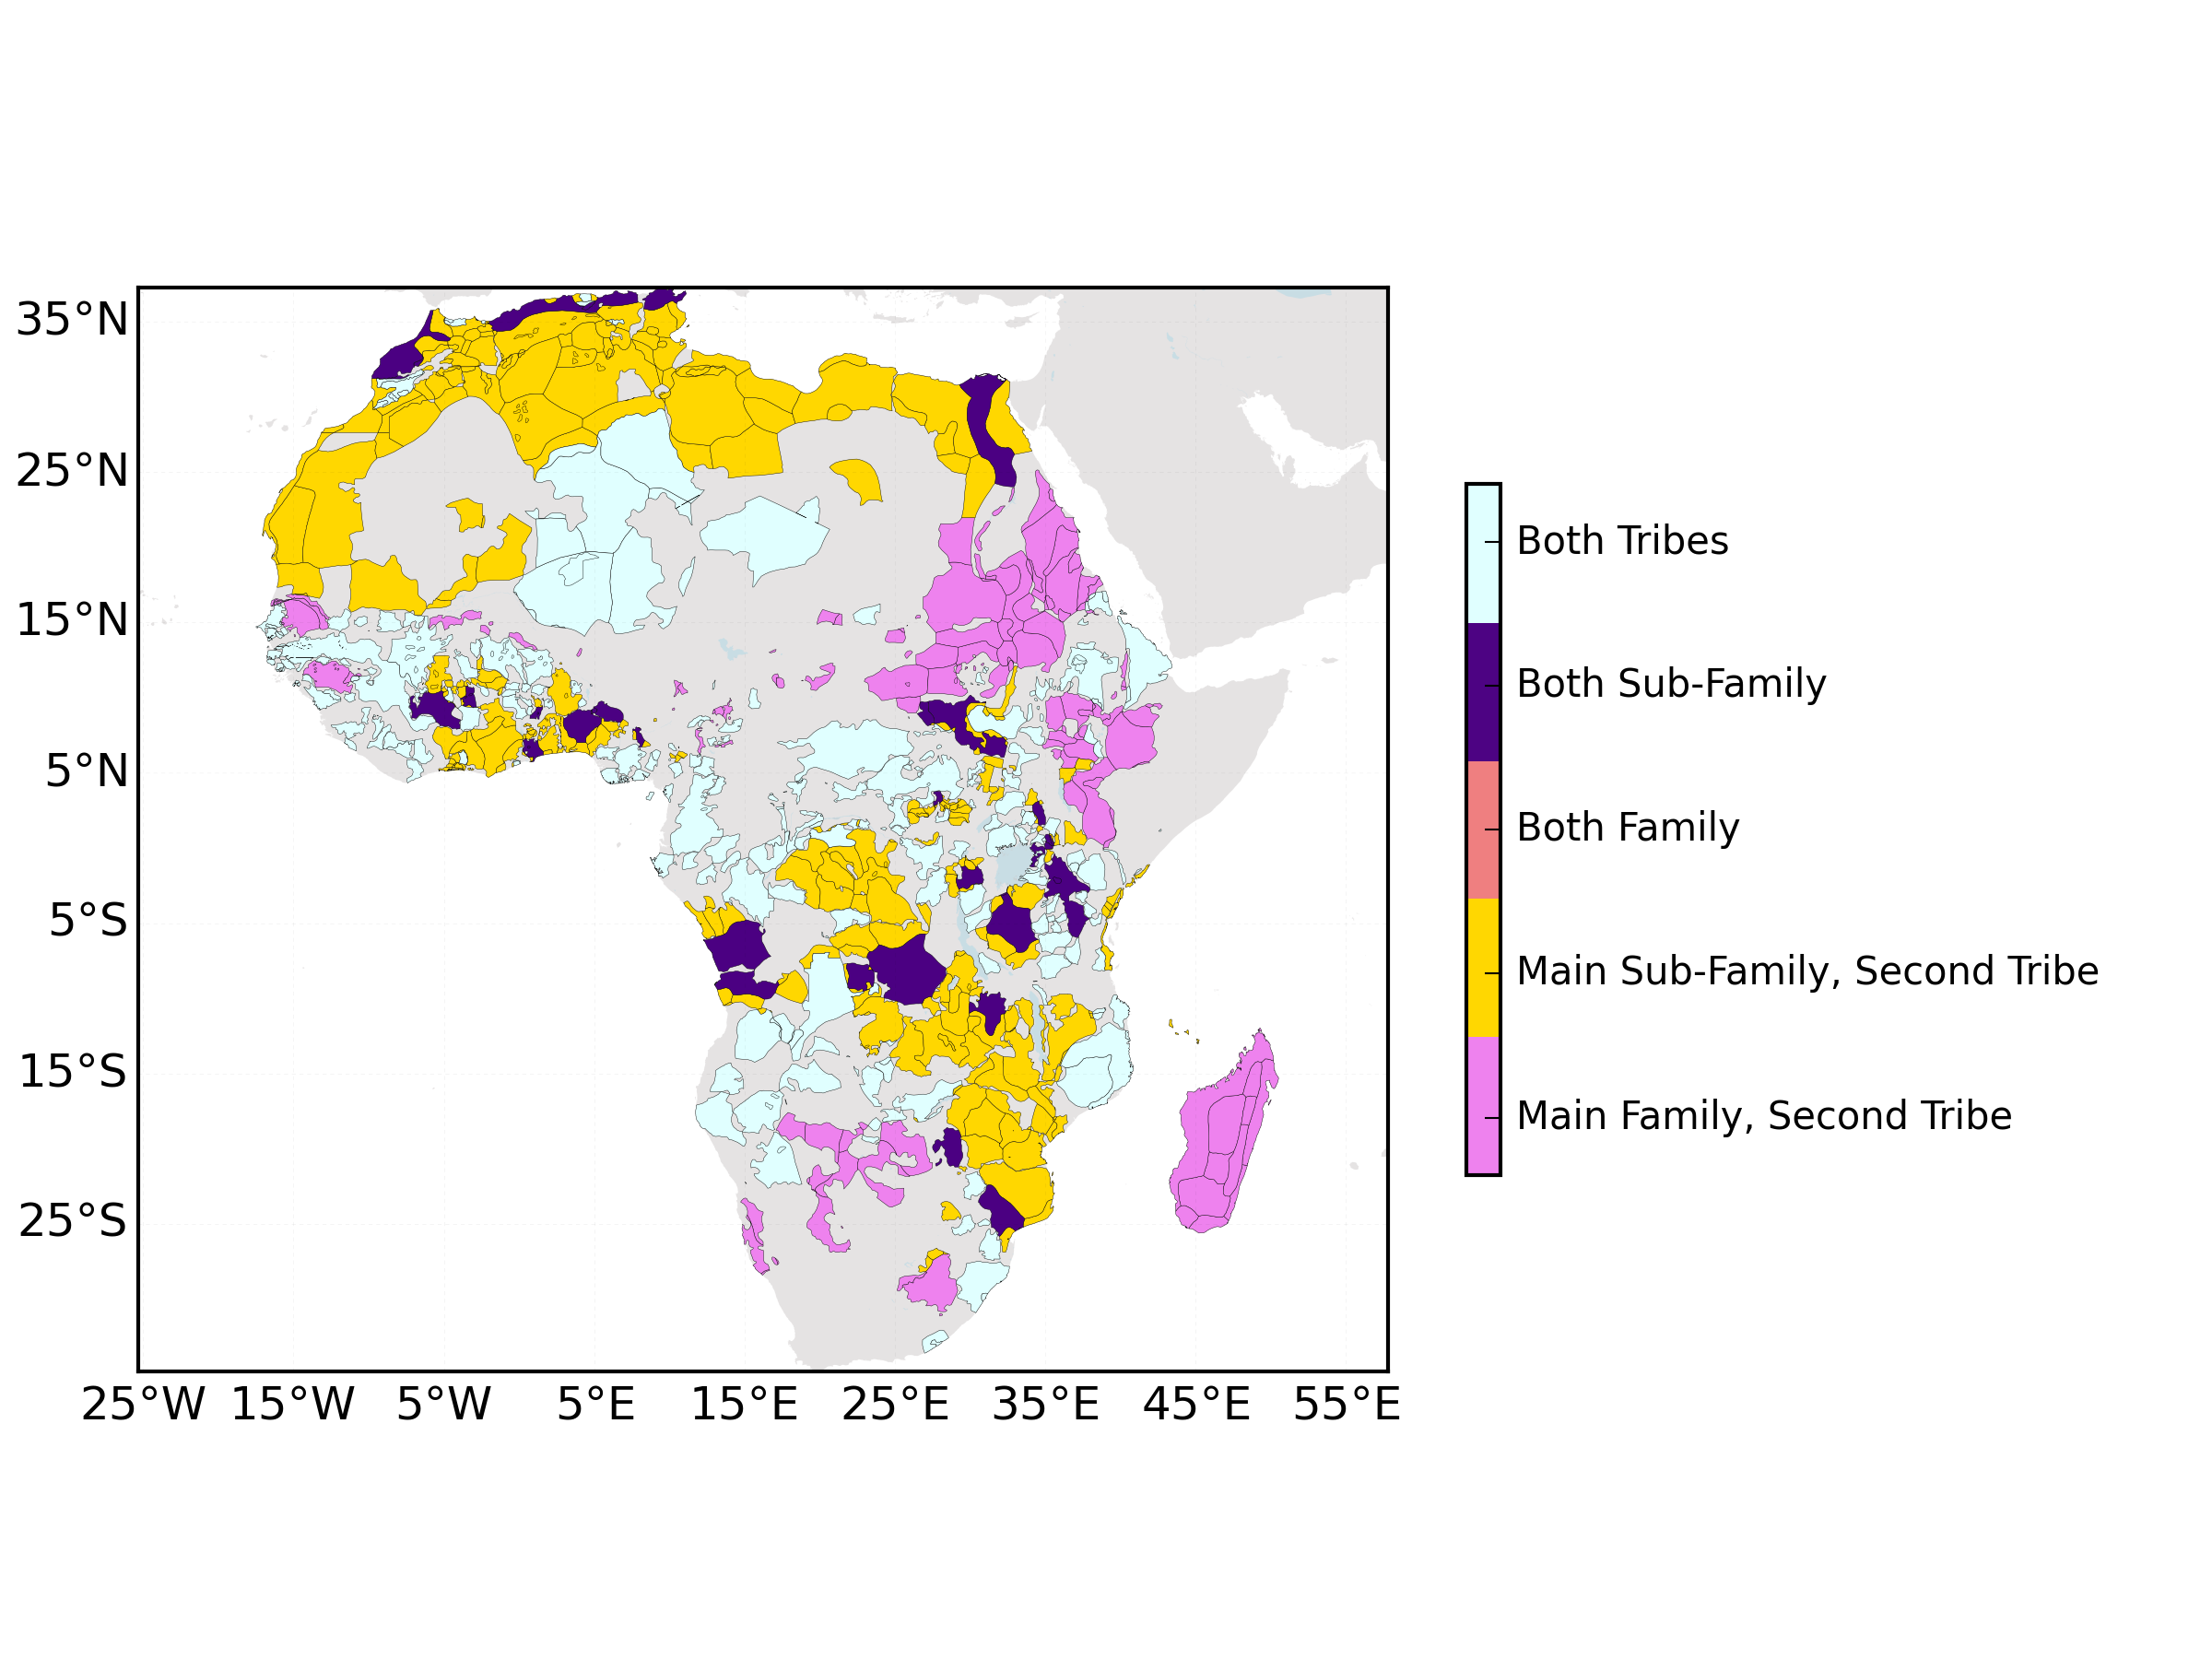 35°N
25°N
15°N
5°N
5°S
15°S
25°S
25°W 15°W 5°W 5°E 15°E 25°E 35°E 45°E 55°E
Both Tribes
Both Sub-Family
Both Family
Main Sub-Family, Second Tribe
Main Family, Second Tribe